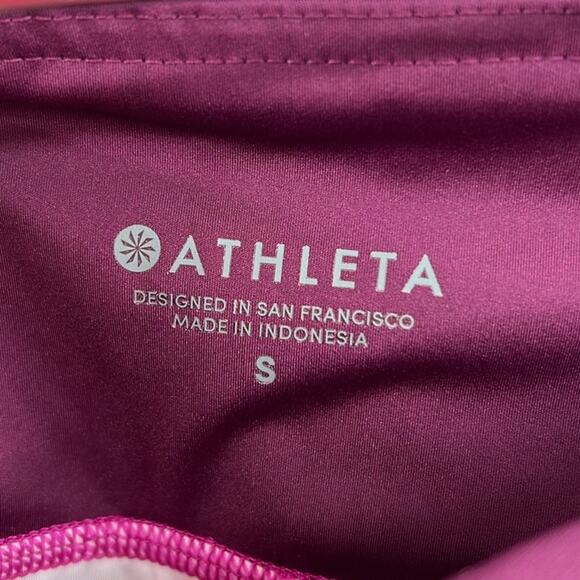 ATHLETA
DESIGNED IN SAN FRANCISCO
MADE IN INDONESIA
S